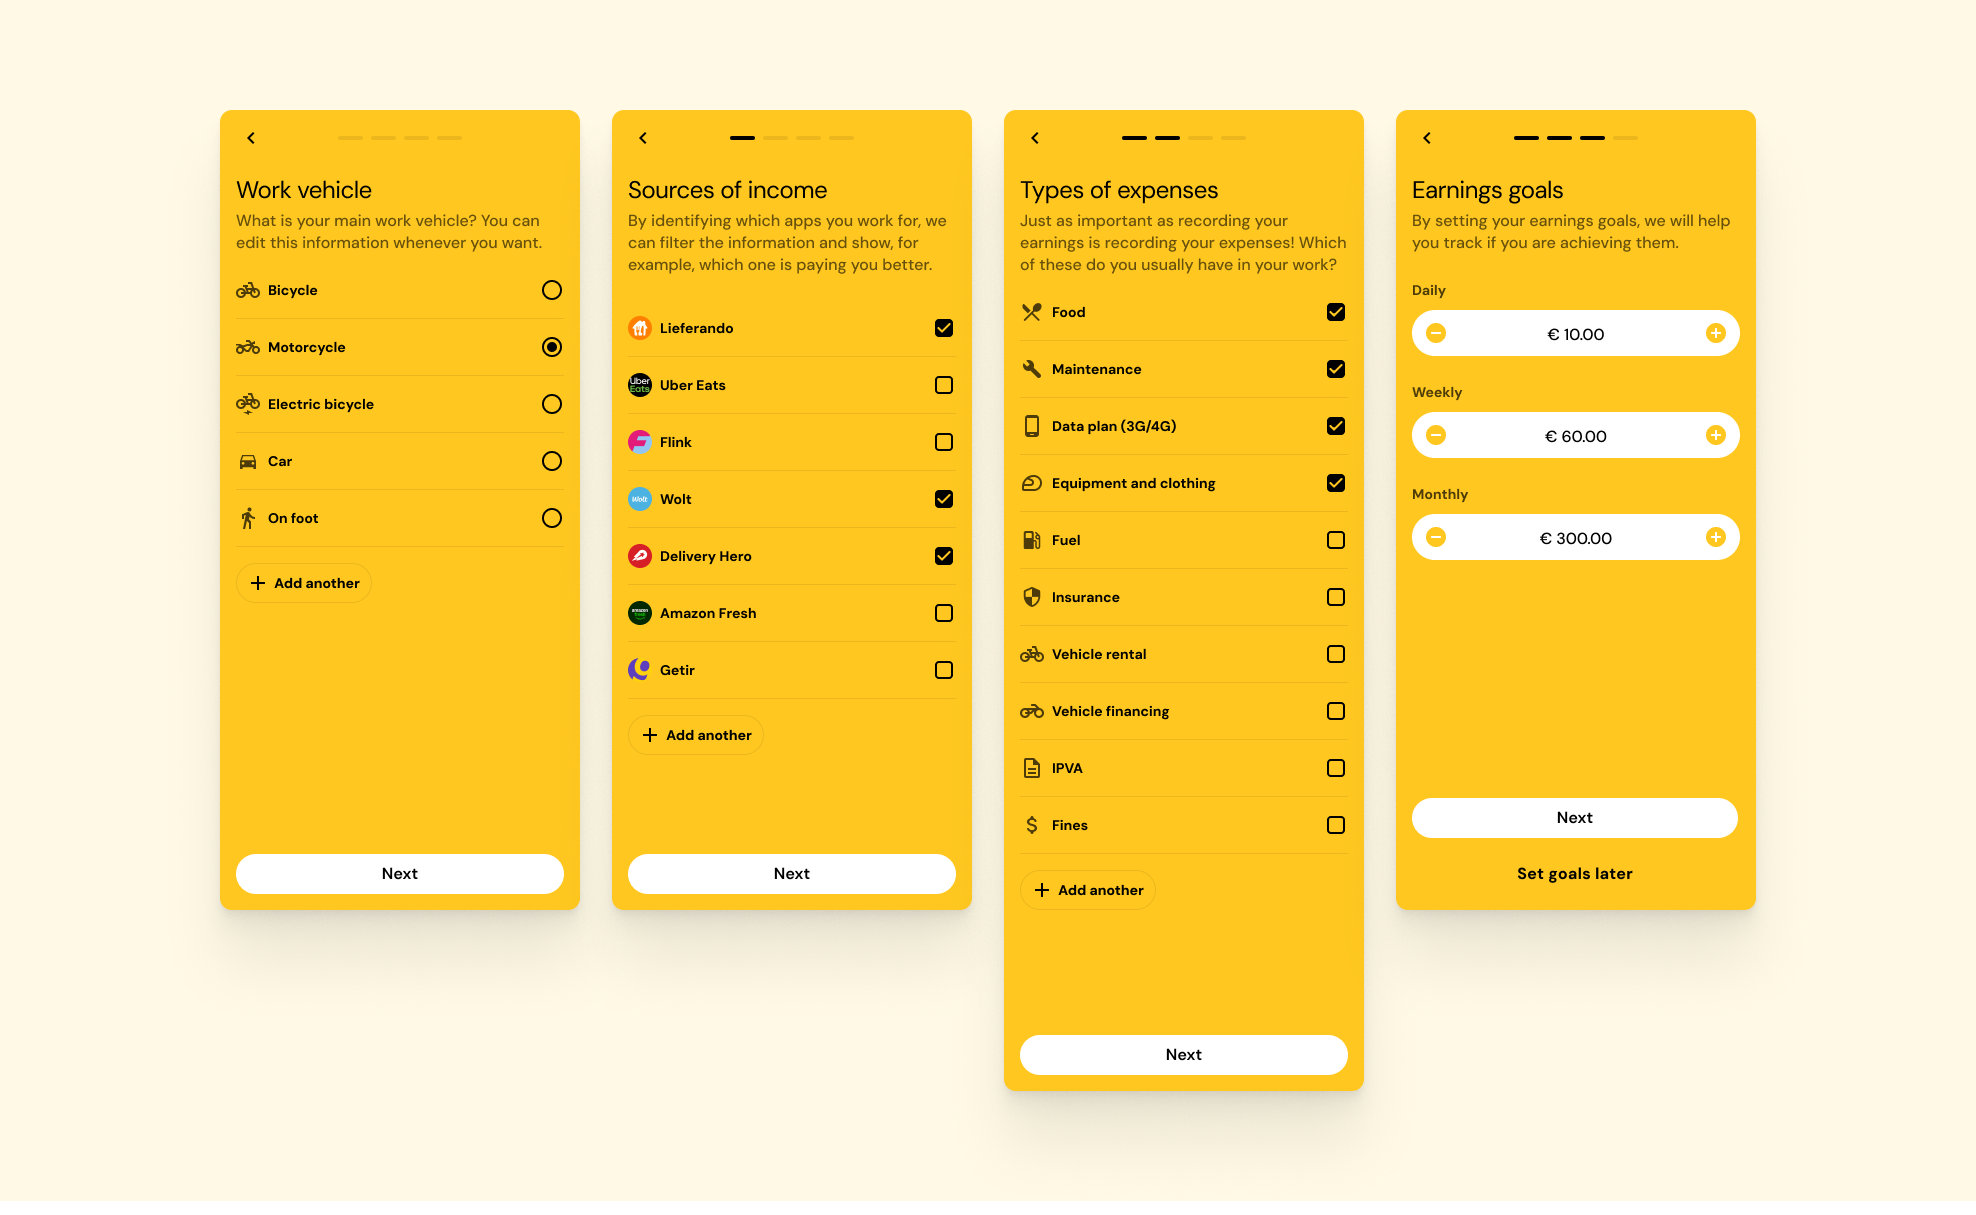 Work vehicle
What is your main work vehicle? You can
edit this information whenever you want.
Bicycle
Motorcycle
Electric bicycle
Car
On foot
Add another
Next
Sources of income
By identifying which apps you work for, we
can filter the information and show, for
example, which one is paying you better.
Lieferando
Uber
Eats
Uber Eats
Flink
Wolt
Wolt
Delivery Hero
amazon
fresh
Amazon Fresh
Getir
Add another
Next
Types of expenses
Just as important as recording your
earnings is recording your expenses! Which
of these do you usually have in your work?
Food
Maintenance
Data plan (3G/4G)
Equipment and clothing
Fuel
Insurance
Vehicle rental
Vehicle financing
IPVA
Fines
Add another
Next
Earnings goals
By setting your earnings goals, we will help
you track if you are achieving them.
Daily
€ 10.00
Weekly
€ 60.00
Monthly
€ 300.00
Next
Set goals later